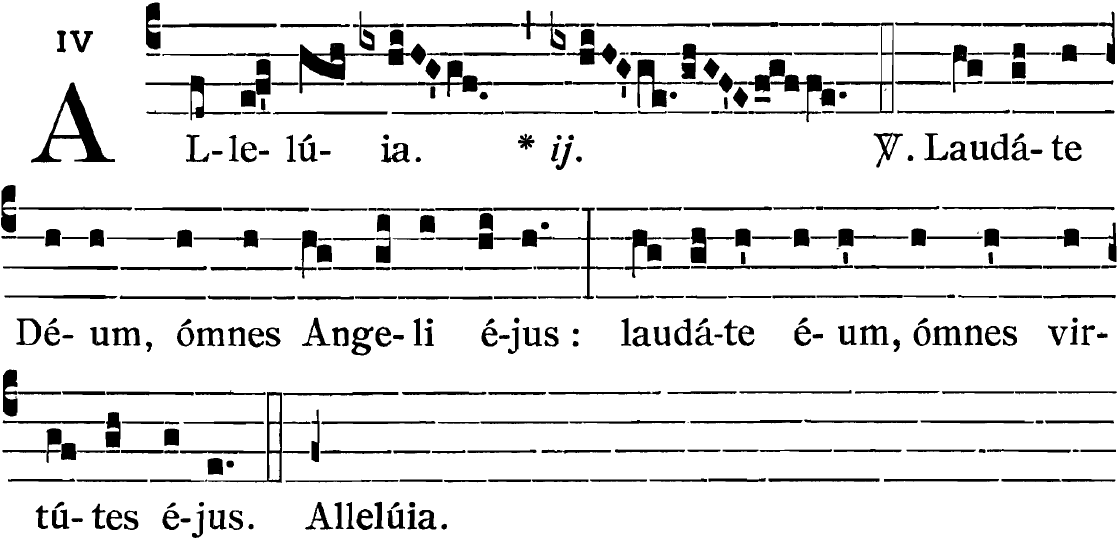 IV
AL-le- lú- ia. * ij. ℣. Laudá- te
Dé- um, ómnes Ange- li é-jus : laudá-te é- um, ómnes vir-
tú- tes é-jus. Allelúia.